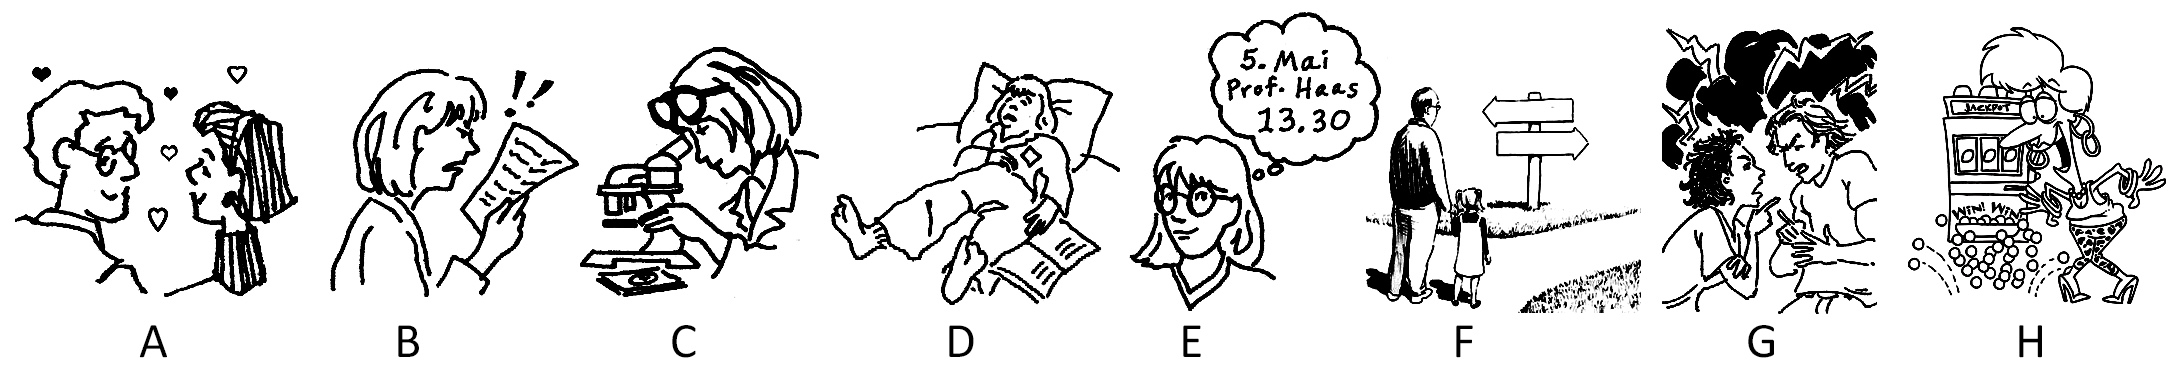 5. Mai
Prof. Haas
13.30
JACKPOT
WIN! WIN
A B C D E F G H